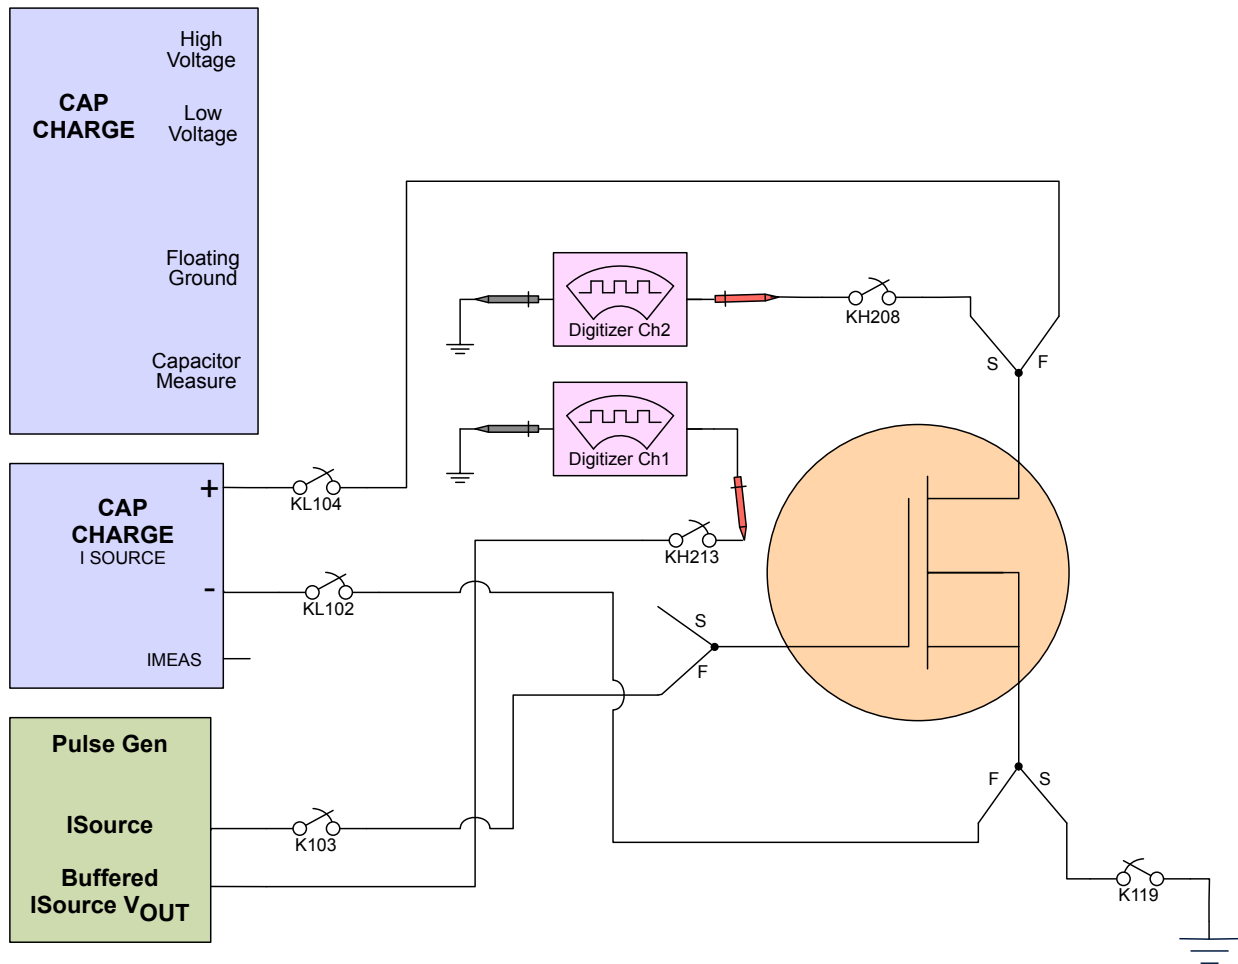 High
Voltage
CAP
CHARGE
Low
Voltage
Floating
Ground
Capacitor
Measure
Digitizer Ch2
KH208
S
F
Digitizer Ch1
+
KL104
CAP
CHARGE
I SOURCE
KH213
-
KL102
S
F
IMEAS
Pulse Gen
F
S
ISource
K103
Buffered
ISource VOUT
K119